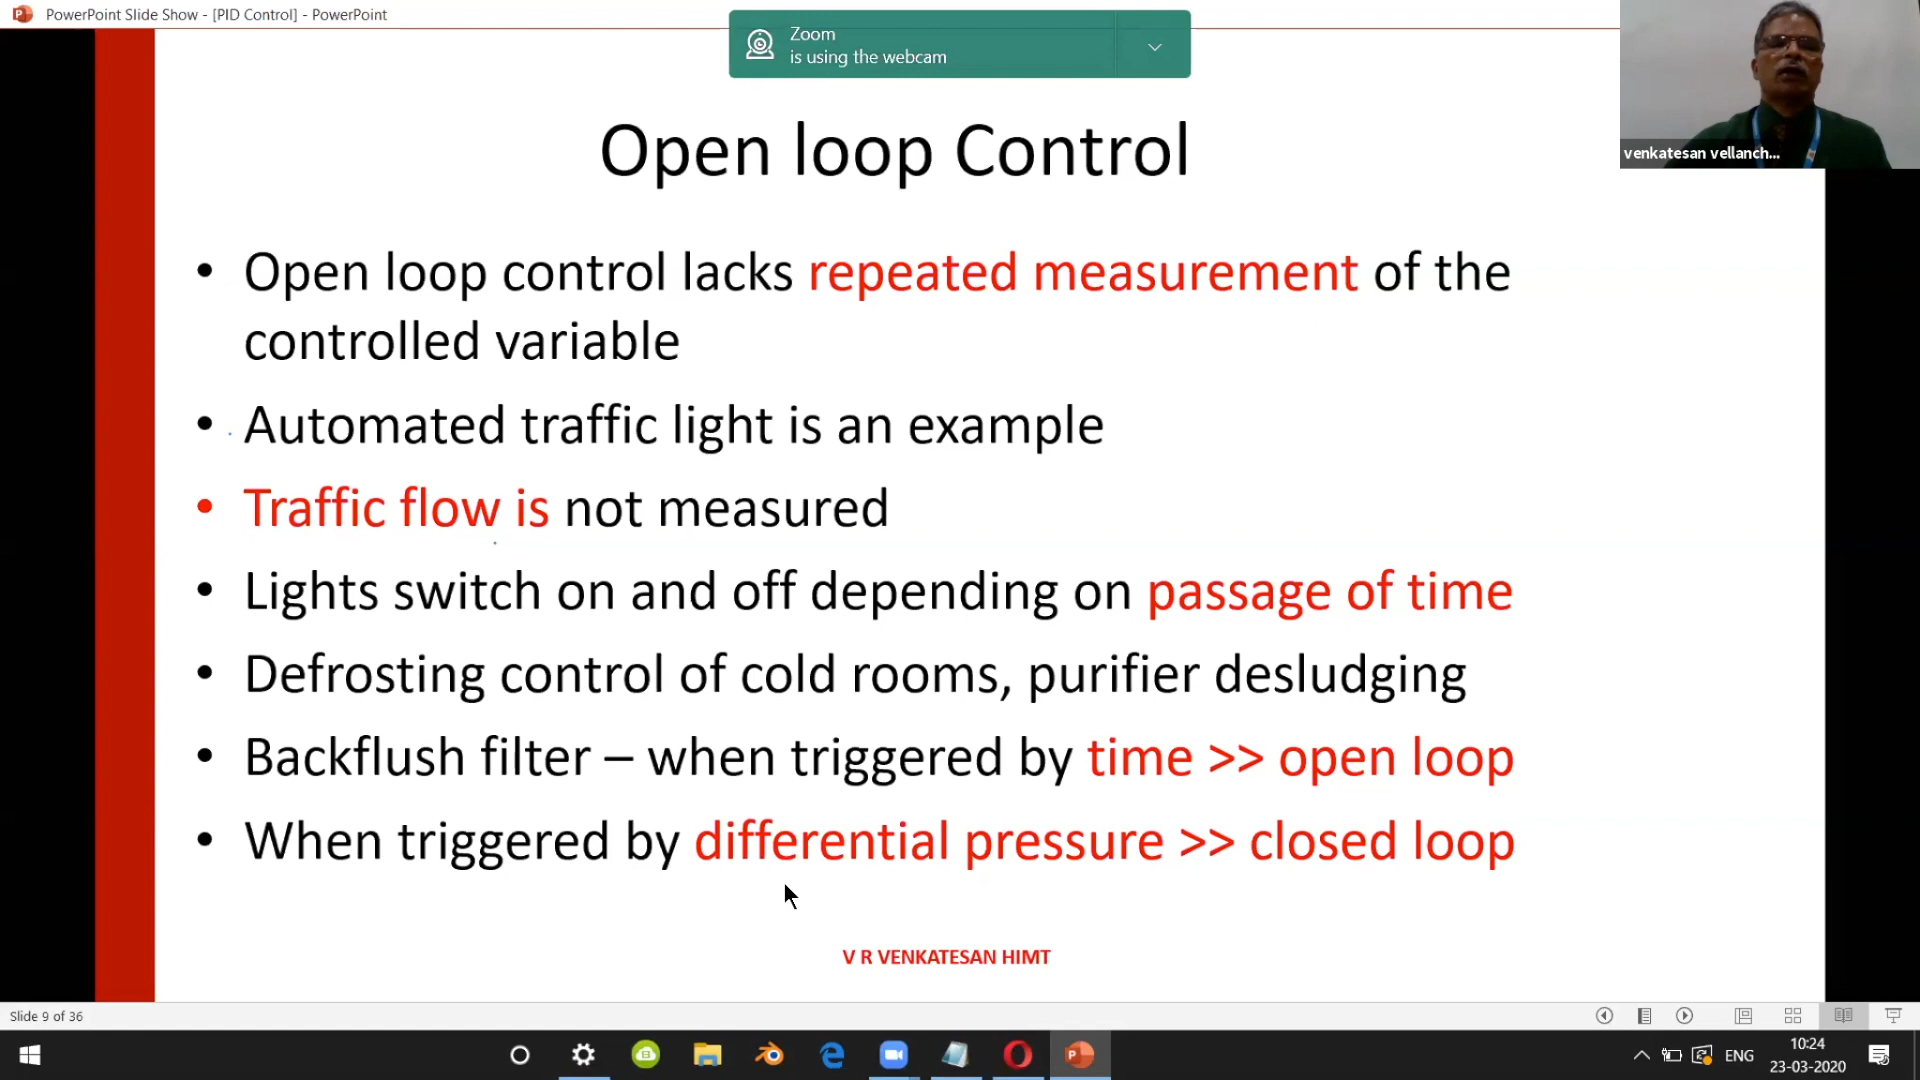 PowerPoint Slide Show - [PID Control] - PowerPoint
Zoom
is using the webcam
venkatesan vellanch...
Open loop Control
• Open loop control lacks repeated measurement of the
controlled variable
• Automated traffic light is an example
• Traffic flow is not measured
• Lights switch on and off depending on passage of time
• Defrosting control of cold rooms, purifier desludging
• Backflush filter – when triggered by time >> open loop
• When triggered by differential pressure >> closed loop
V R VENKATESAN HIMT
Slide 9 of 36
ENG
10:24
23-03-2020